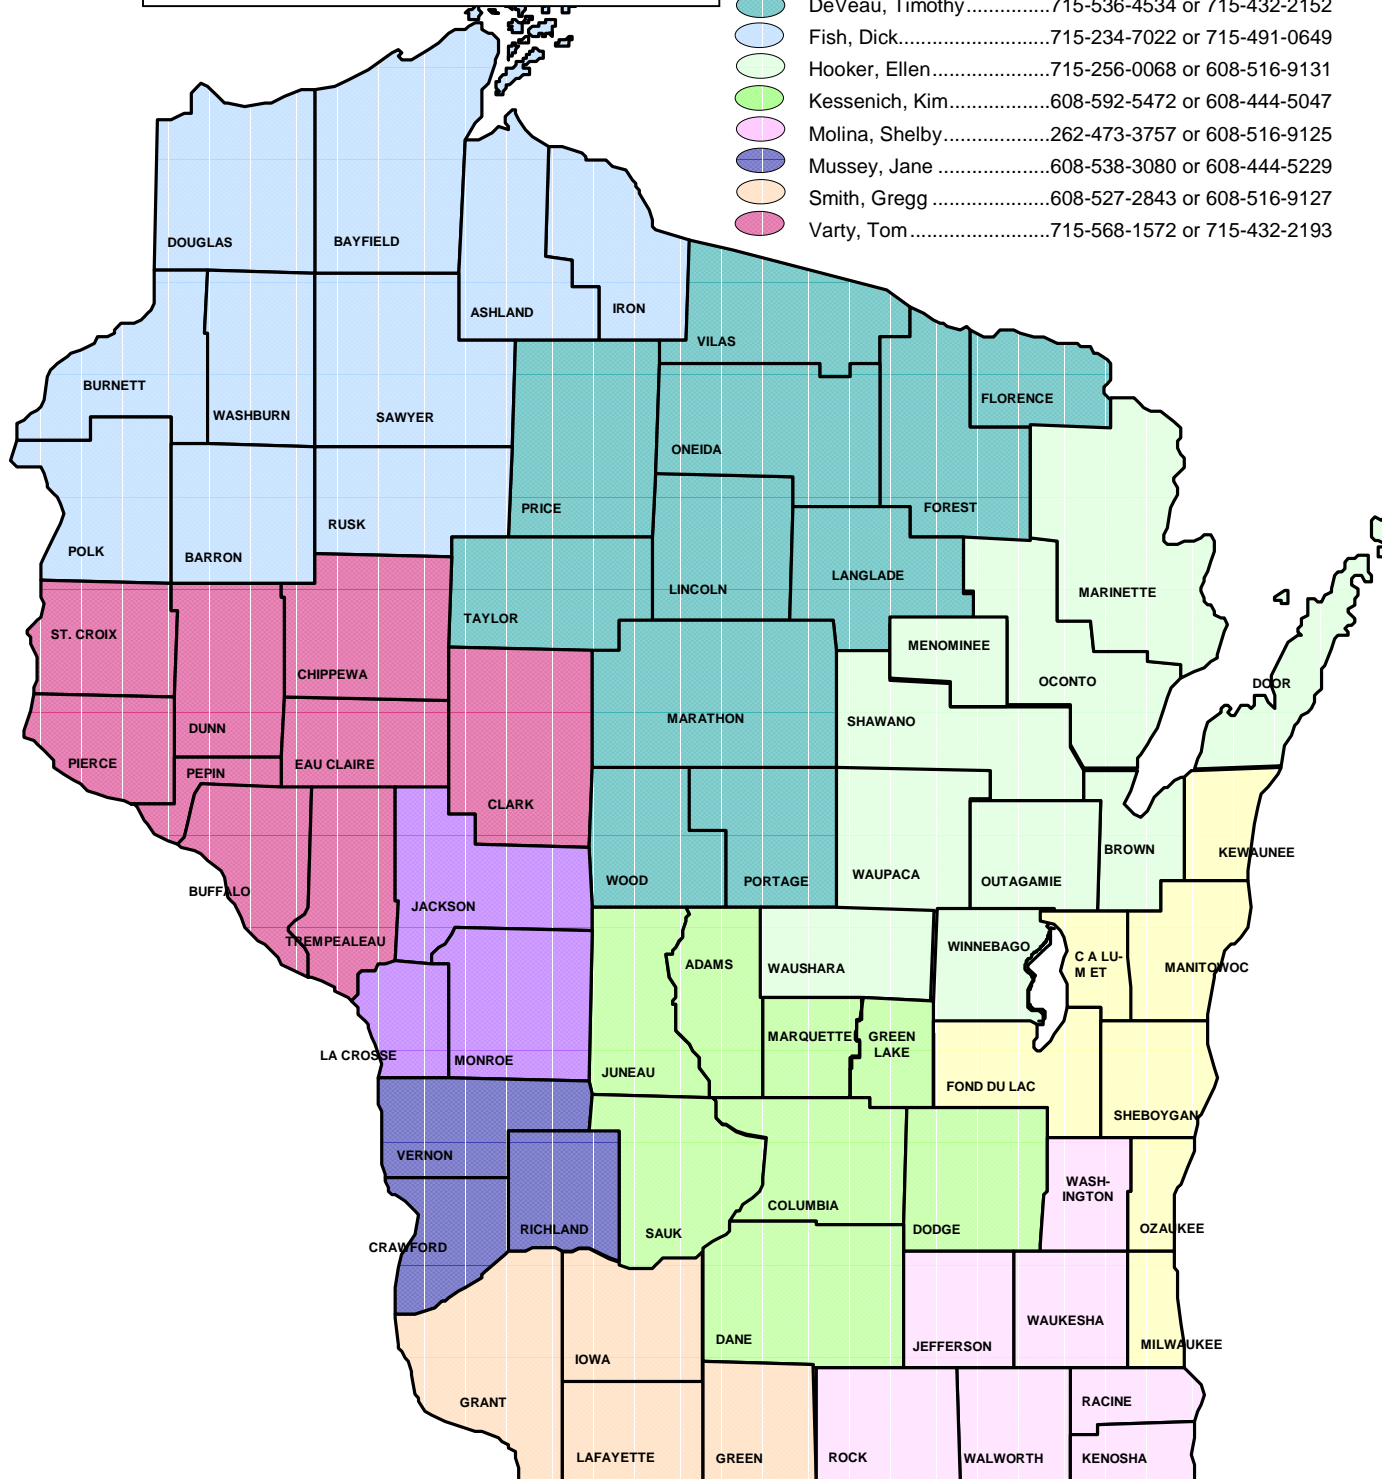 DeVeau, Timothy..............715-536-4534 or 715-432-2152
Fish, Dick.........................715-234-7022 or 715-491-0649
Hooker, Ellen....................715-256-0068 or 608-516-9131
Kessenich, Kim.................608-592-5472 or 608-444-5047
Molina, Shelby..................262-473-3757 or 608-516-9125
Mussey, Jane ...................608-538-3080 or 608-444-5229
Smith, Gregg ....................608-527-2843 or 608-516-9127
Varty, Tom........................715-568-1572 or 715-432-2193
DOUGLAS
BAYFIELD
ASHLAND
IRON
VILAS
BURNETT
WASHBURN
SAWYER
FLORENCE
ONEIDA
PRICE
FOREST
RUSK
POLK
BARRON
LANGLADE
LINCOLN
MARINETTE
TAYLOR
ST. CROIX
MENOMINEE
CHIPPEWA
OCONTO
DOOR
MARATHON
SHAWANO
DUNN
PIERCE
PEPIN
EAU CLAIRE
CLARK
BROWN
KEWAUNEE
WAUPACA
OUTAGAMIE
WOOD
PORTAGE
BUFFALO
JACKSON
TREMPEALEAU
WINNEBAGO
C A LU-
M ET
MANITOWOC
ADAMS
WAUSHARA
MARQUETTE
GREEN
LAKE
LA CROSSE
MONROE
JUNEAU
FOND DU LAC
SHEBOYGAN
VERNON
WASH-
INGTON
COLUMBIA
RICHLAND
SAUK
DODGE
OZAUKEE
CRAWFORD
WAUKESHA
DANE
JEFFERSON
MILWAUKEE
IOWA
GRANT
RACINE
LAFAYETTE
GREEN
ROCK
WALWORTH
KENOSHA